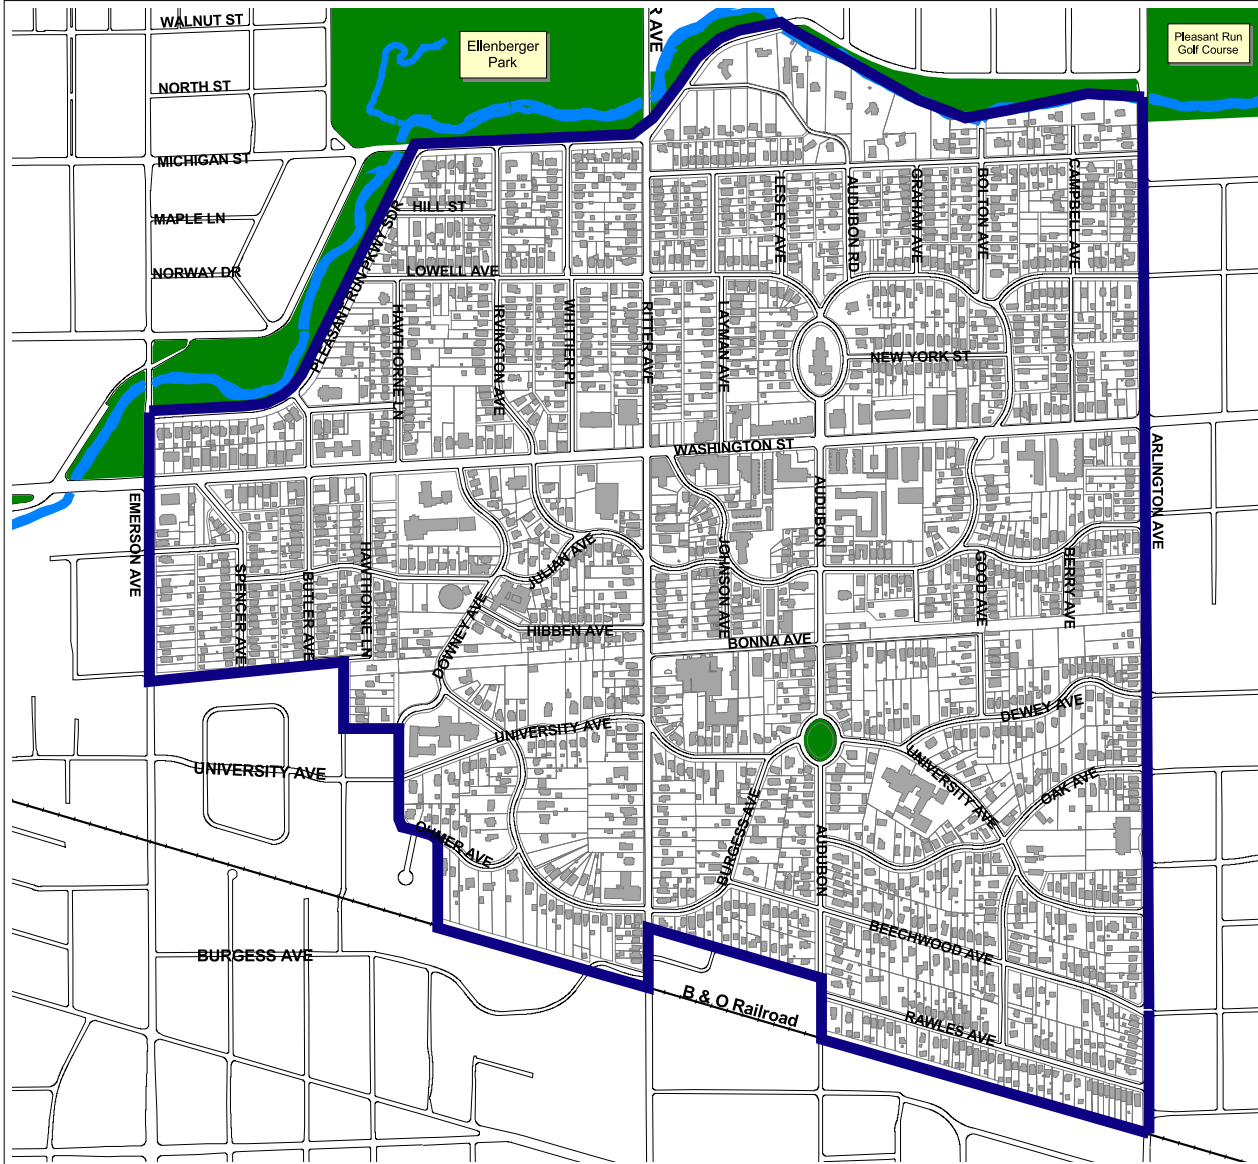 WALNUT ST
R AVE
Ellenberger
Park
Pleasant Run
Golf Course
NORTH ST
MICHIGAN ST
MAPLE LN
HILL ST
NORWAY DR
LOWELL AVE
PLEASANT RUN PKWY SDR
LESLEY AVE
AUDUBON RD
GRAHAM AVE
BOLTON AVE
CAMPBELL AVE
HAWTHORNE LN
IRVINGTON AVE
WHITTIER PL
RITTER AVE
LAYMAN AVE
NEW YORK ST
WASHINGTON ST
ARLINGTON AVE
EMERSON AVE
AUDUBON
SPENCER AVE
BUTLER AVE
HAWTHORNE LN
JULIAN AVE
JOHNSON AVE
GOOD AVE
BERRY AVE
DOWNEY AVE
HIBBEN AVE
BONNA AVE
DEWEY AVE
UNIVERSITY AVE
UNIVERSITY AVE
UNIVERSITY AVE
OAK AVE
OHMER AVE
BURGESS AVE
AUDUBON
BURGESS AVE
BEECHWOOD AVE
B & O Railroad
RAWLES AVE